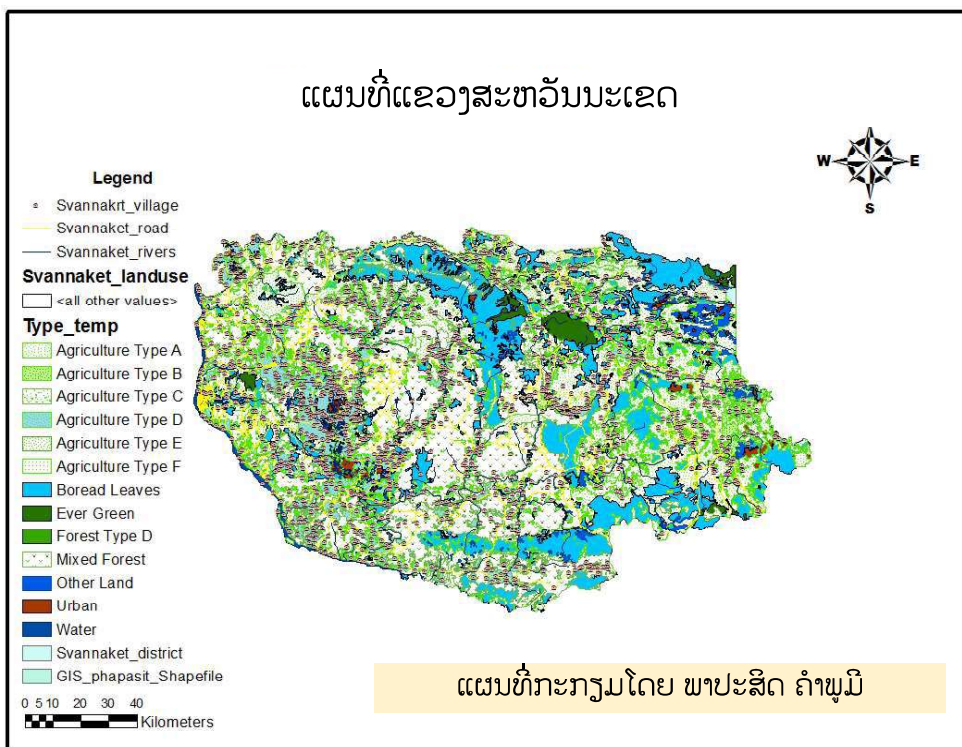 ແຜນທີ່ແຂວງສະຫວັນນະເຂດ
W E
S
Legend
Svannakrt_village
Svannaket_road
Svannaket_rivers
Svannaket_landuse
<all other values>
Type_temp
Agriculture Type A
Agriculture Type B
Agriculture Type C
Agriculture Type D
Agriculture Type E
Agriculture Type F
Boread Leaves
Ever Green
Forest Type D
Mixed Forest
Other Land
Urban
Water
Svannaket_district
GIS_phapasit_Shapefile
0 5 10 20 30 40
Kilometers
ແຜນທີ່ກະກຽມໂດຍ ພາປະສິດ ຄຳພູມີ